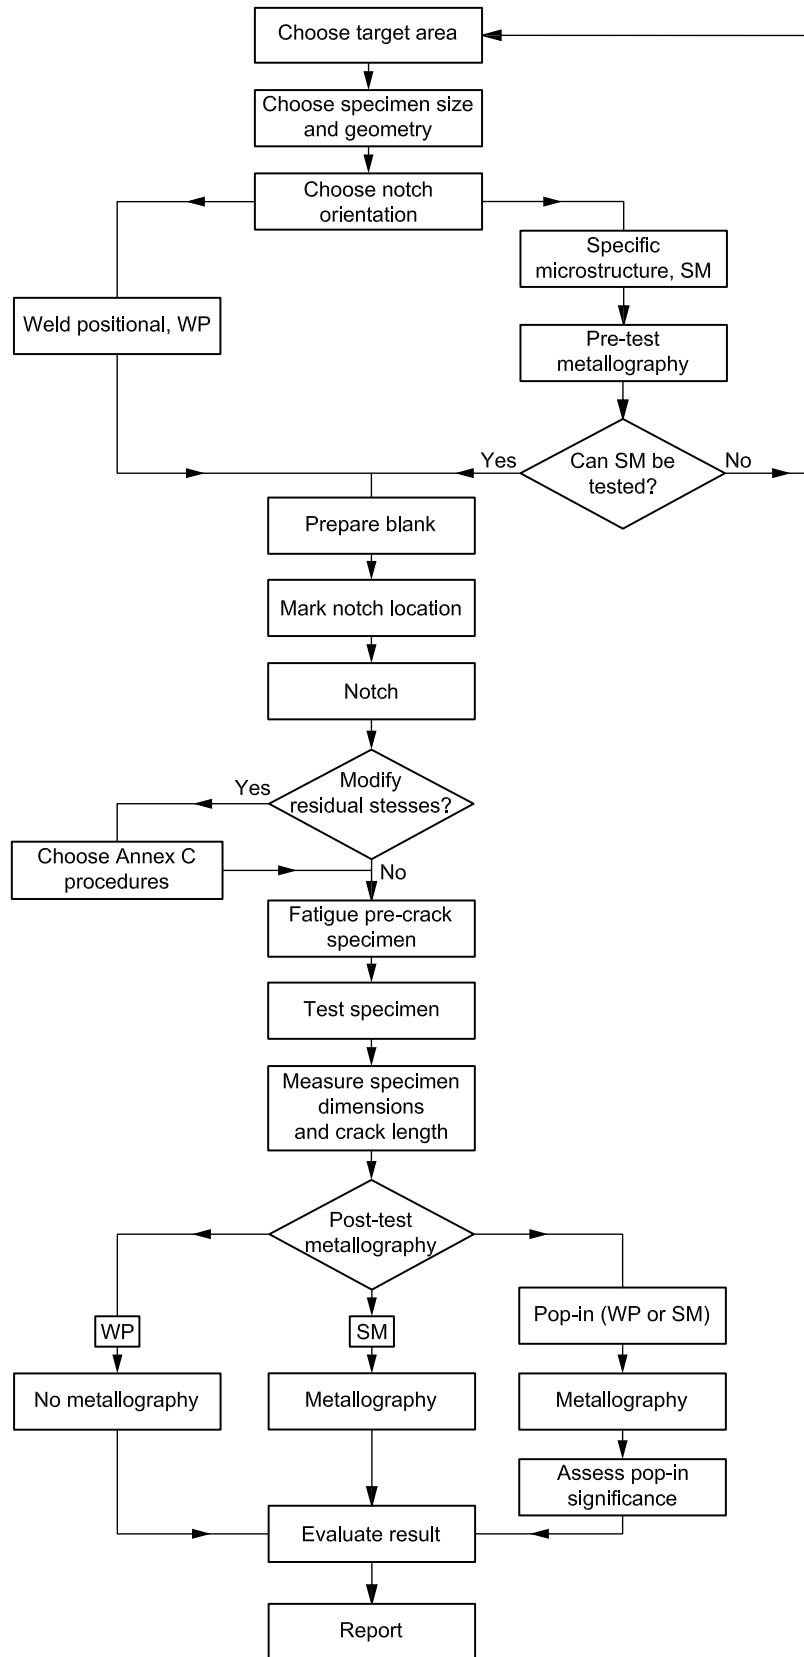 Choose target area
Choose specimen size
and geometry
Choose notch
orientation
Specific
microstructure, SM
Weld positional, WP
Pre-test
metallography
Yes
Can SM be
tested?
No
Prepare blank
Mark notch location
Notch
Yes
Modify
residual stesses?
Choose Annex C
procedures
No
Fatigue pre-crack
specimen
Test specimen
Measure specimen
dimensions
and crack length
Post-test
metallography
WP
SM
Pop-in (WP or SM)
No metallography
Metallography
Metallography
Assess pop-in
significance
Evaluate result
Report